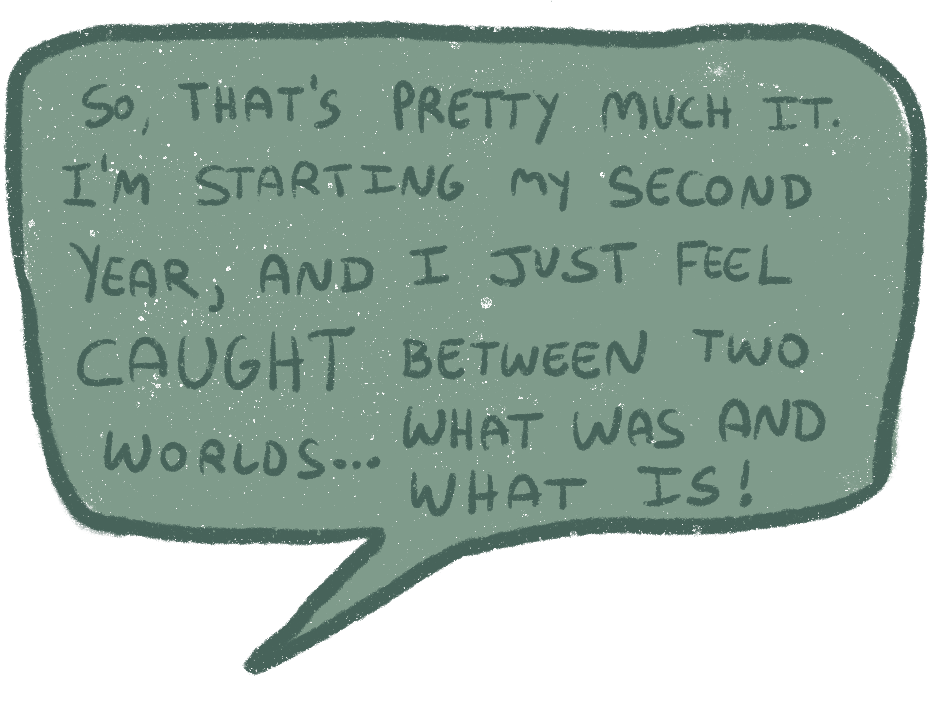 SO, THAT'S PRETTY MUCH IT.
I'M STARTING MY SECOND
YEAR, AND I JUST FEEL
CAUGHT BETWEEN TWO
WORLDS... WHAT WAS AND
WHAT IS!